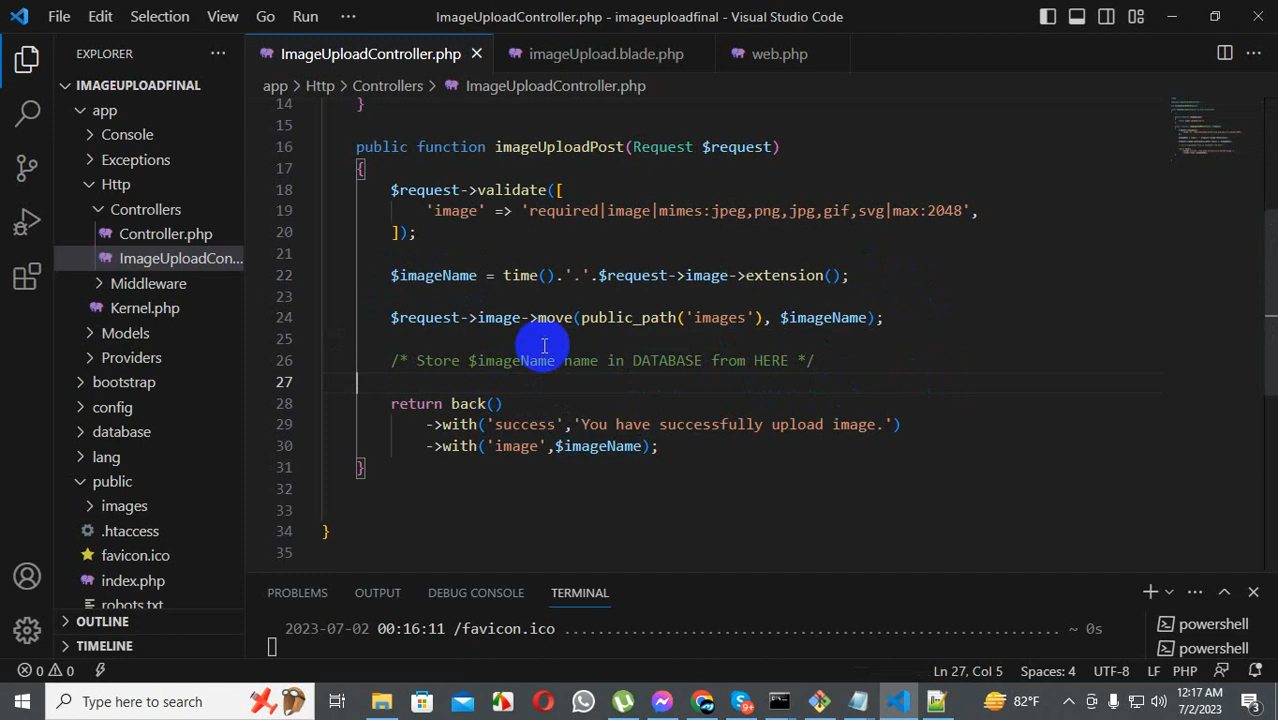 File Edit Selection View Go Run ··· ImageUploadController.php - imageuploadfinal - Visual Studio Code
EXPLORER ···
ImageUploadController.php imageUpload.blade.php web.php ···
app > Http > Controllers > ImageUploadController.php
IMAGEUPLOADFINAL
app
Console
Exceptions
Http
Controllers
Controller.php
ImageUploadCon...
Middleware
Kernel.php
Models
Providers
bootstrap
config
database
lang
public
images
.htaccess
favicon.ico
index.php
robots.txt
OUTLINE
TIMELINE
14 }
15
16 public function imageUploadPost(Request $request)
17 {
18 $request->validate([
19 'image' => 'required|image|mimes:jpeg,png,jpg,gif,svg|max:2048',
20 ]);
21
22 $imageName = time().'.'.$request->image->extension();
23
24 $request->image->move(public_path('images'), $imageName);
25
26 /* Store $imageName name in DATABASE from HERE */
27
28 return back()
29 ->with('success','You have successfully upload image.')
30 ->with('image',$imageName);
31 }
32
33
34 }
35
PROBLEMS OUTPUT DEBUG CONSOLE TERMINAL ···
2023-07-02 00:16:11 /favicon.ico ............................................................ ~ 0s
powershell
powershell
0 0 Ln 27, Col 5 Spaces: 4 UTF-8 LF PHP
Type here to search 9+ 82°F 12:17 AM
7/2/2023 3